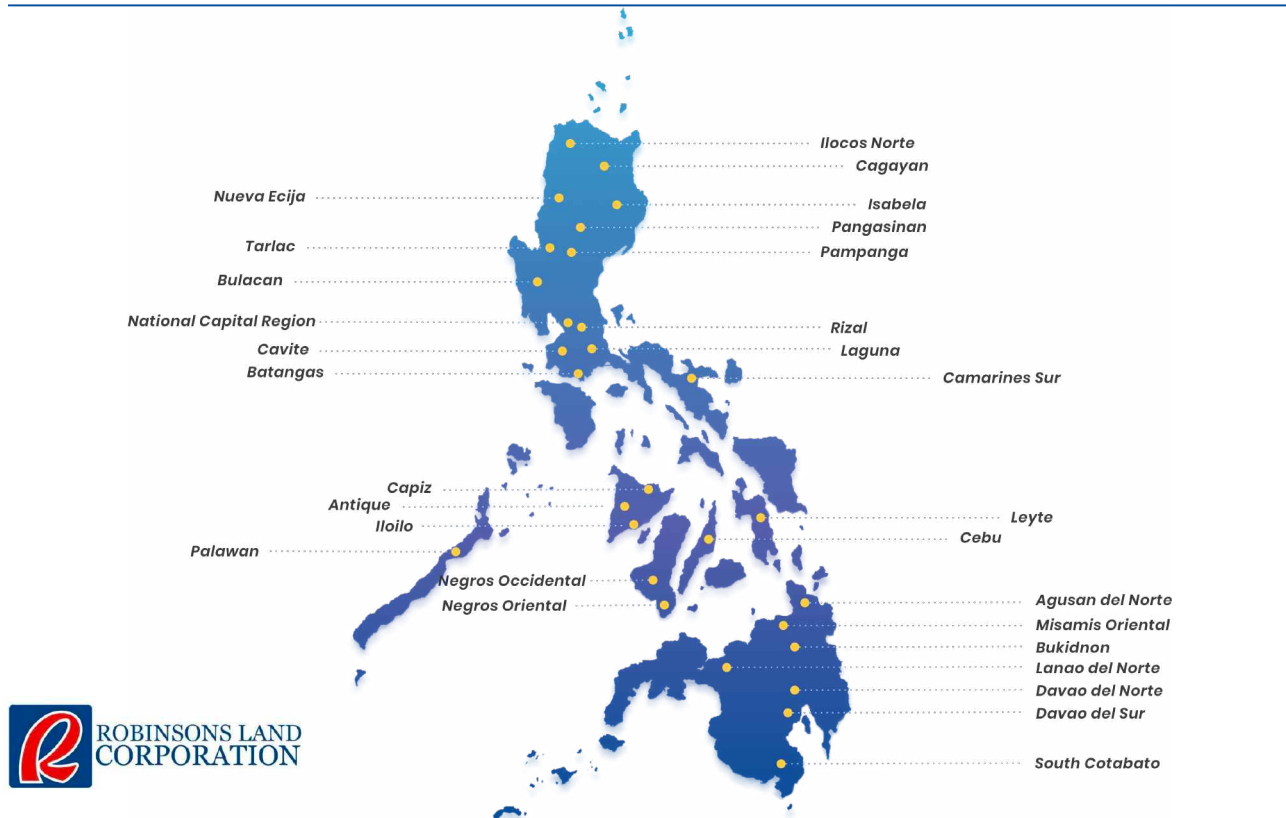 Ilocos Norte
Cagayan
Nueva Ecija
Isabela
Pangasinan
Tarlac
Pampanga
Bulacan
National Capital Region
Rizal
Cavite
Laguna
Batangas
Camarines Sur
Capiz
Antique
Leyte
Iloilo
Cebu
Palawan
Negros Occidental
Negros Oriental
Agusan del Norte
Misamis Oriental
Bukidnon
Lanao del Norte
Davao del Norte
Davao del Sur
South Cotabato
R
ROBINSONS LAND
CORPORATION